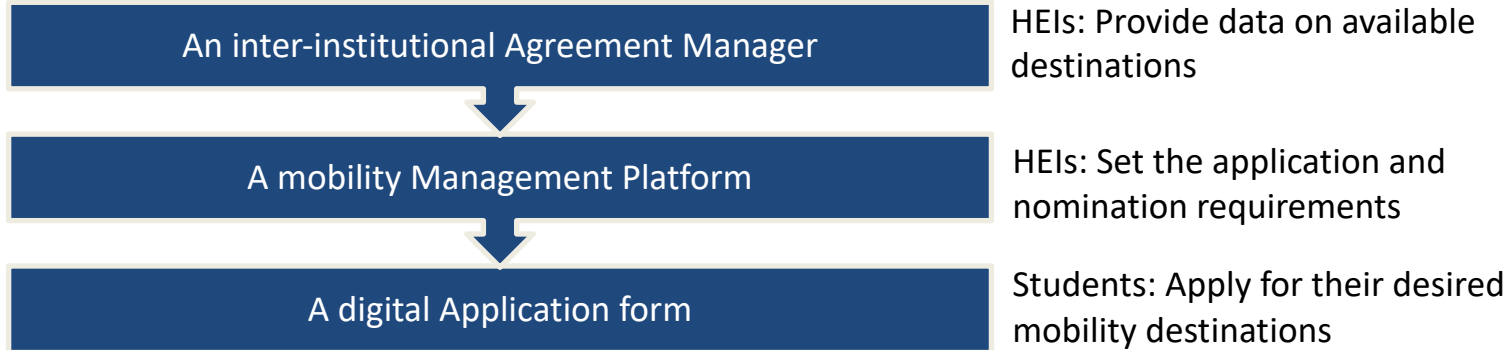 An inter-institutional Agreement Manager
HEIs: Provide data on available
destinations
A mobility Management Platform
HEIs: Set the application and
nomination requirements
A digital Application form
Students: Apply for their desired
mobility destinations